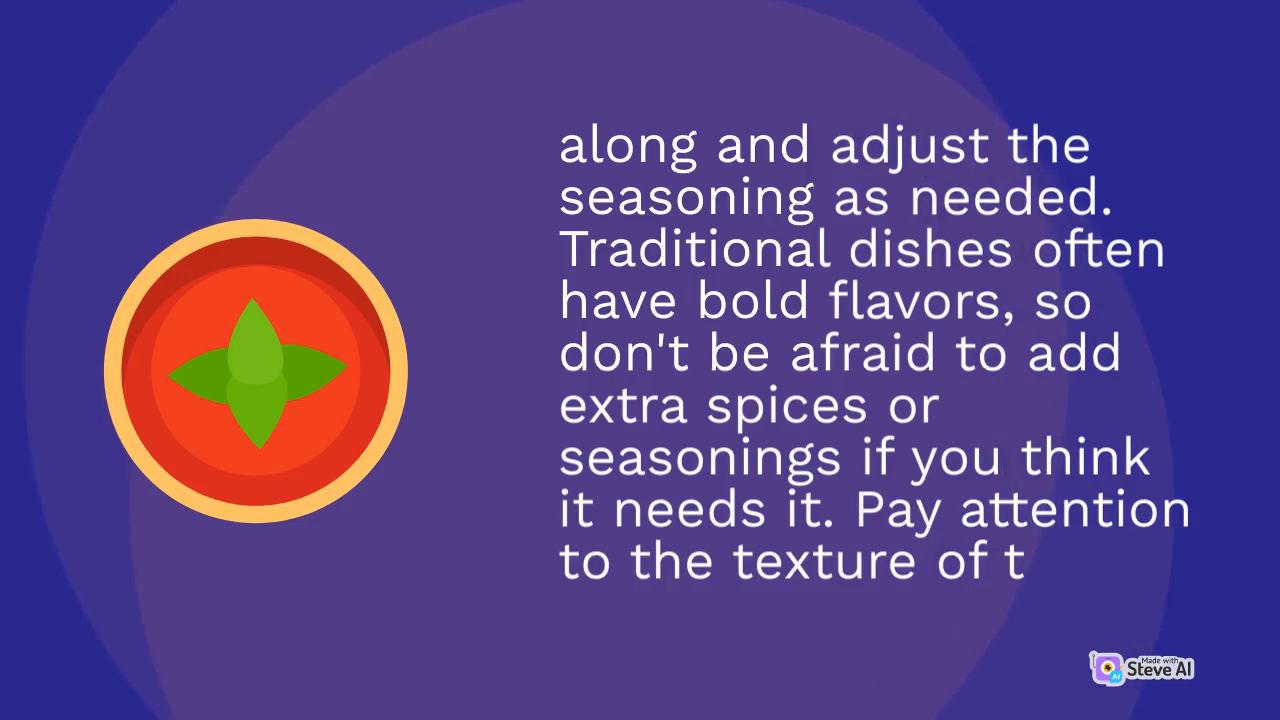 along and adjust the
seasoning as needed.
Traditional dishes often
have bold flavors, so
don't be afraid to add
extra spices or
seasonings if you think
it needs it. Pay attention
to the texture of t
Made with
Steve AI
AI